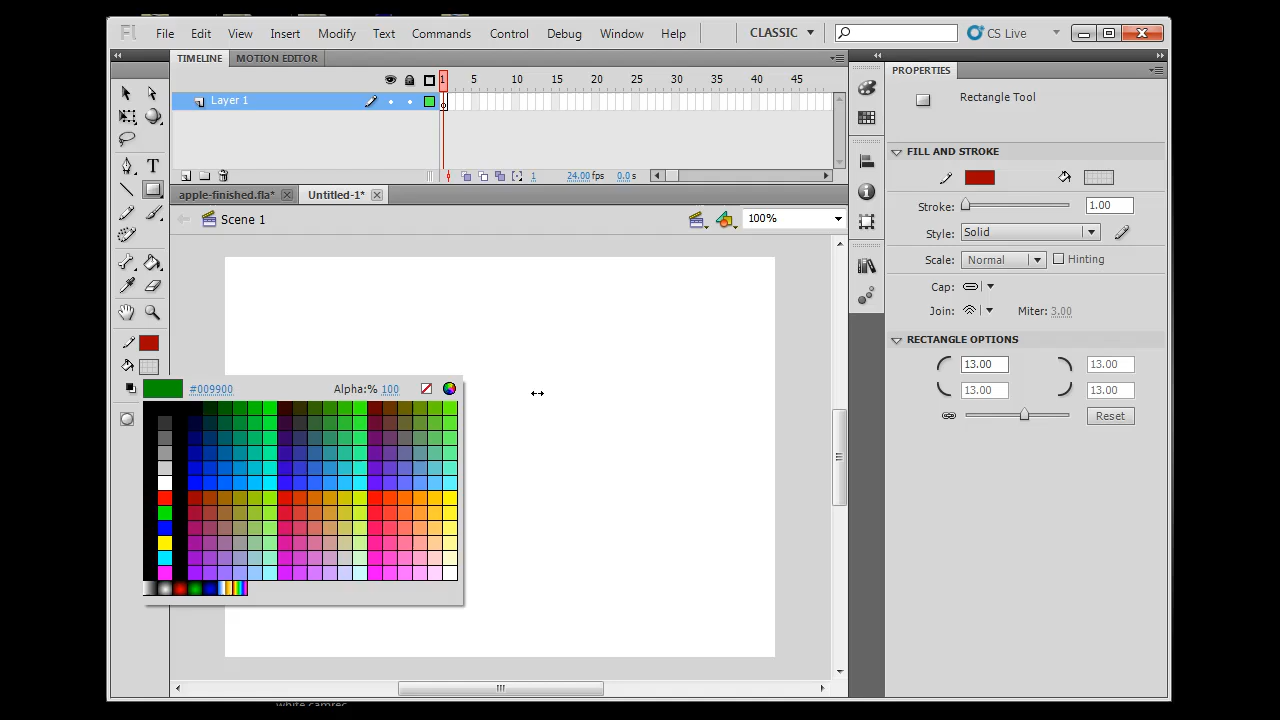 Fl File Edit View Insert Modify Text Commands Control Debug Window Help CLASSIC CS Live
TIMELINE MOTION EDITOR
1 5 10 15 20 25 30 35 40 45
Layer 1
1 24.00 fps 0.0 s
apple-finished.fla* Untitled-1*
Scene 1 100%
#009900 Alpha:% 100
PROPERTIES
Rectangle Tool
FILL AND STROKE
Stroke: 1.00
Style: Solid
Scale: Normal Hinting
Cap:
Join: Miter: 3.00
RECTANGLE OPTIONS
13.00 13.00
13.00 13.00
Reset
white camrec